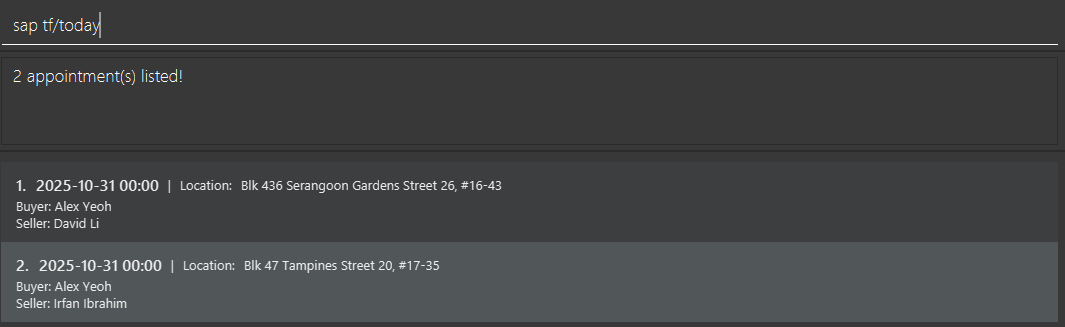 sap tf/today
2 appointment(s) listed!
1. 2025-10-31 00:00 | Location: Blk 436 Serangoon Gardens Street 26, #16-43
Buyer: Alex Yeoh
Seller: David Li
2. 2025-10-31 00:00 | Location: Blk 47 Tampines Street 20, #17-35
Buyer: Alex Yeoh
Seller: Irfan Ibrahim